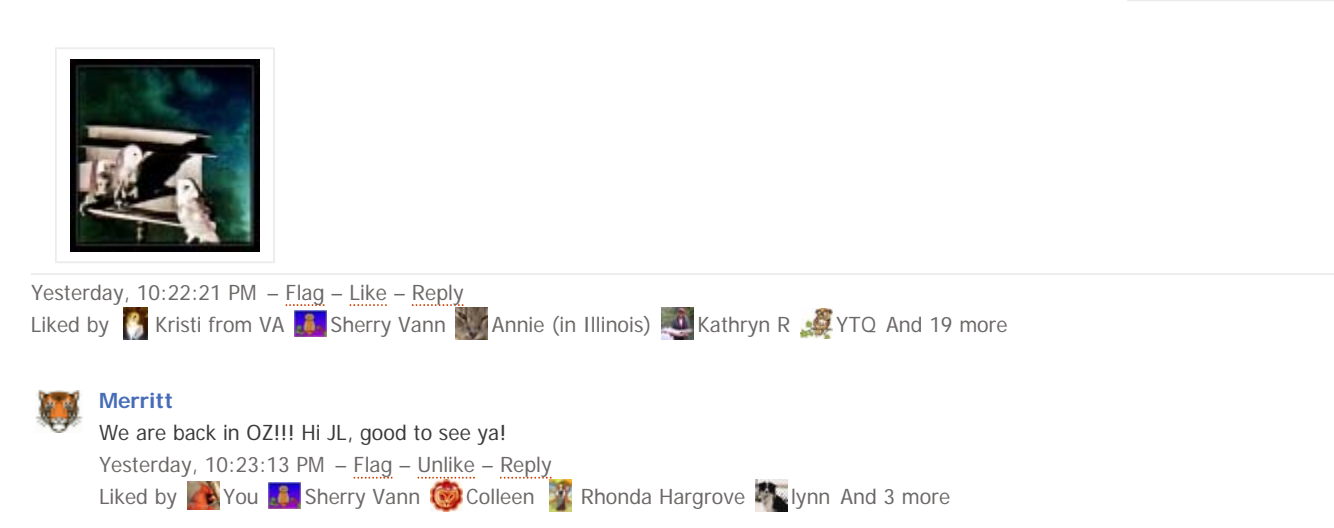 Yesterday, 10:22:21 PM – Flag – Like – Reply
Liked by Kristi from VA Sherry Vann Annie (in Illinois) Kathryn R YTQ And 19 more
Merritt
We are back in OZ!!! Hi JL, good to see ya!
Yesterday, 10:23:13 PM – Flag – Unlike – Reply
Liked by You Sherry Vann Colleen Rhonda Hargrove lynn And 3 more